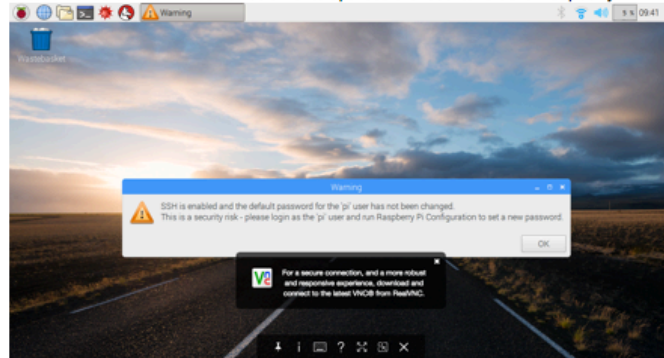 Warning
9 % 09:41
Wastebasket
Warning
SSH is enabled and the default password for the 'pi' user has not been changed.
This is a security risk - please login as the 'pi' user and run Raspberry Pi Configuration to set a new password.
OK
For a secure connection, and a more robust
and responsive experience, download and
connect to the latest VNC® from RealVNC.